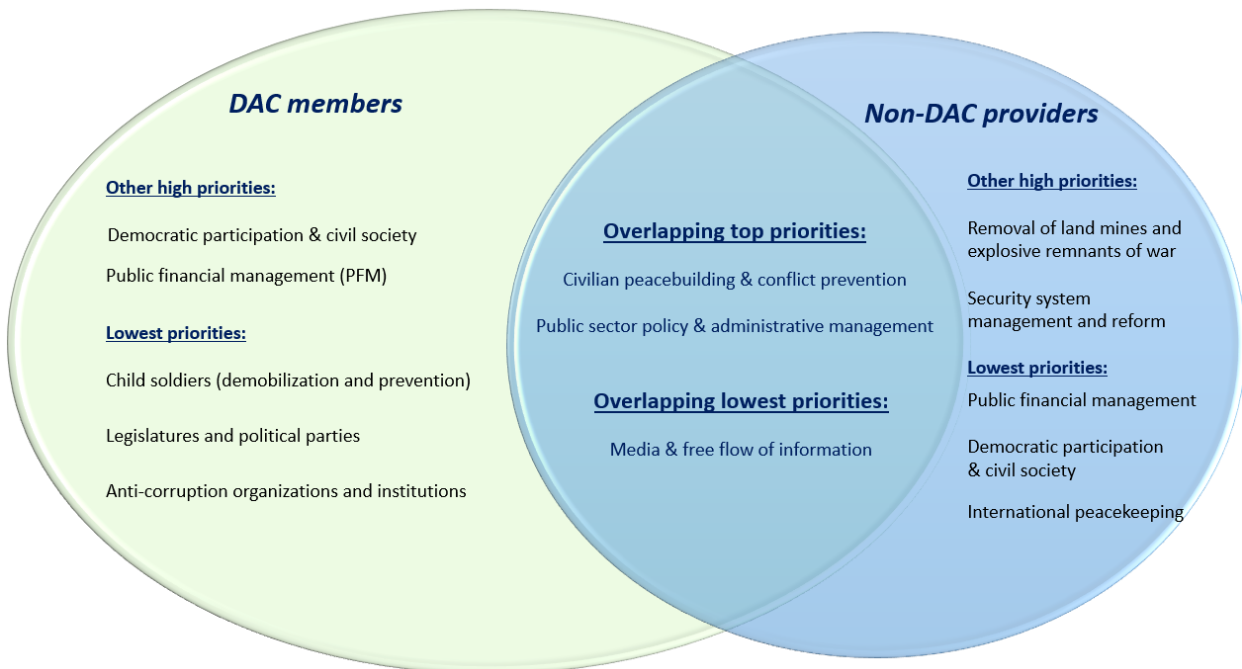 DAC members
Other high priorities:
Democratic participation & civil society
Public financial management (PFM)
Lowest priorities:
Child soldiers (demobilization and prevention)
Legislatures and political parties
Anti-corruption organizations and institutions
Overlapping top priorities:
Civilian peacebuilding & conflict prevention
Public sector policy & administrative management
Overlapping lowest priorities:
Media & free flow of information
Non-DAC providers
Other high priorities:
Removal of land mines and
explosive remnants of war
Security system
management and reform
Lowest priorities:
Public financial management
Democratic participation
& civil society
International peacekeeping